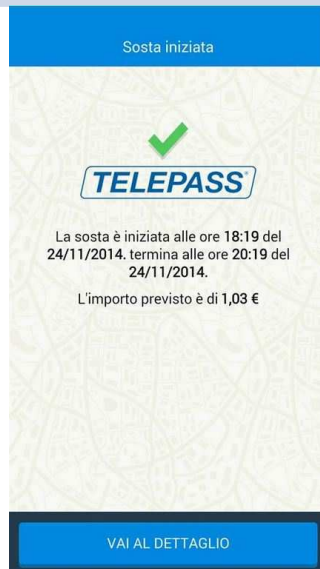 Sosta iniziata
TELEPASS®
La sosta è iniziata alle ore 18:19 del
24/11/2014. termina alle ore 20:19 del
24/11/2014.
L'importo previsto è di 1,03 €
VAI AL DETTAGLIO